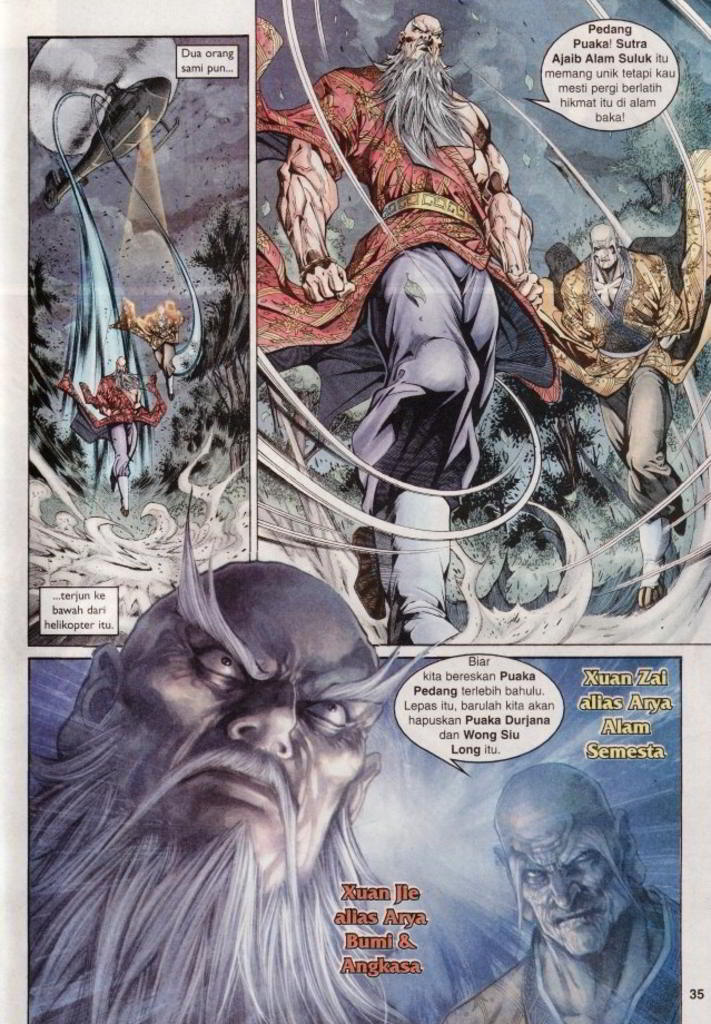 Dua orang
sami pun...
Pedang
Puaka! Sutra
Ajaib Alam Suluk itu
memang unik tetapi kau
mesti pergi berlatih
hikmat itu di alam
baka!
...terjun ke
bawah dari
helikopter itu.
Biar
kita bereskan Puaka
Pedang terlebih bahulu.
Lepas itu, barulah kita akan
hapuskan Puaka Durjana
dan Wong Siu
Long itu.
Xuan Zai
alias Arya
Alam
Semesta
Xuan Jie
alias Arya
Bumi &
Angkasa
35